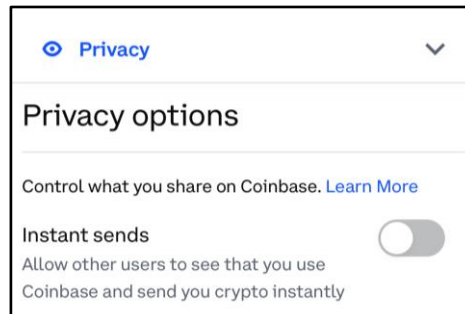 Privacy
Privacy options
Control what you share on Coinbase. Learn More
Instant sends
Allow other users to see that you use
Coinbase and send you crypto instantly